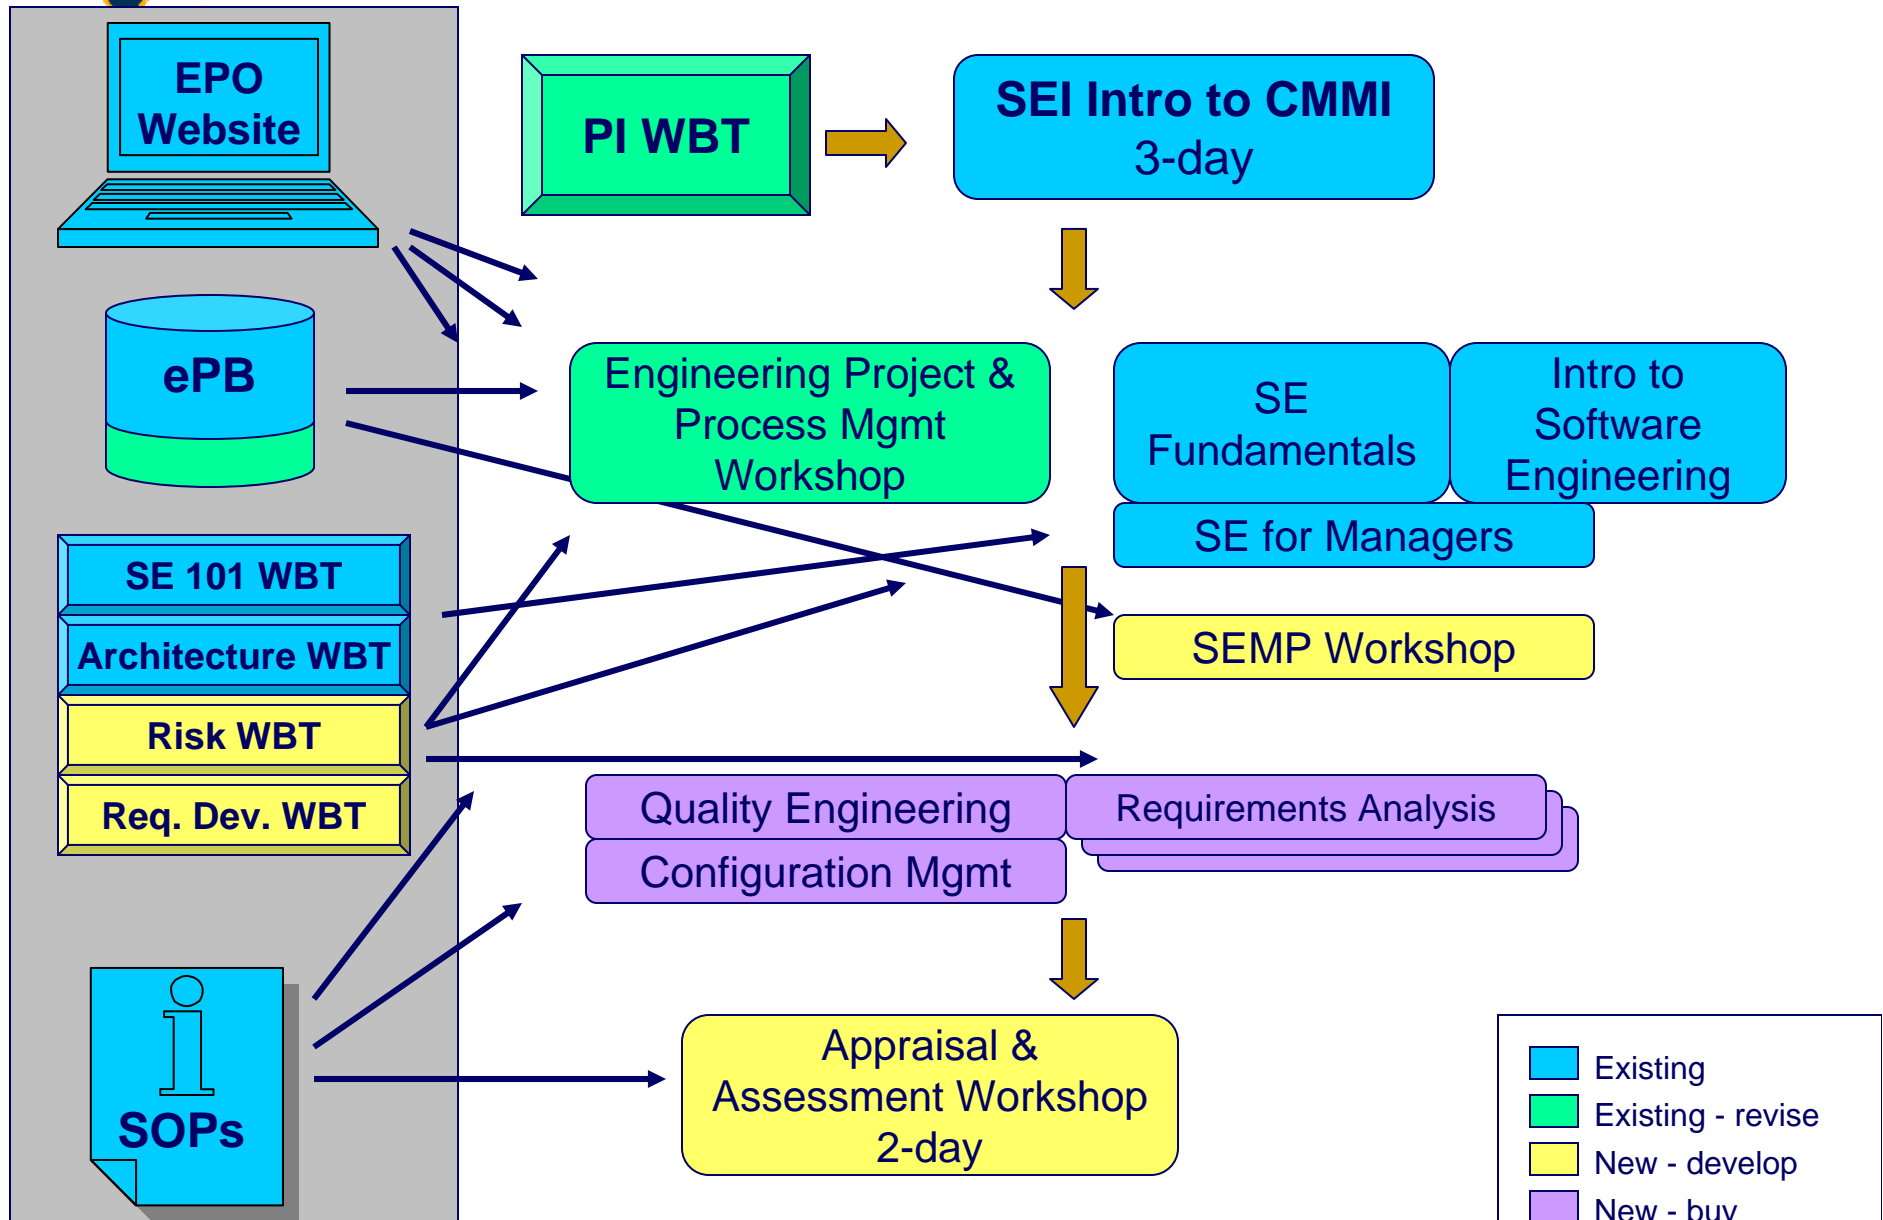 EPO
Website
PI WBT
SEI Intro to CMMI
3-day
ePB
Engineering Project &
Process Mgmt
Workshop
SE
Fundamentals
Intro to
Software
Engineering
SE for Managers
SE 101 WBT
Architecture WBT
Risk WBT
Req. Dev. WBT
SEMP Workshop
Quality Engineering
Requirements Analysis
Configuration Mgmt
i
SOPs
Appraisal &
Assessment Workshop
2-day
Existing
Existing - revise
New - develop
New - buy